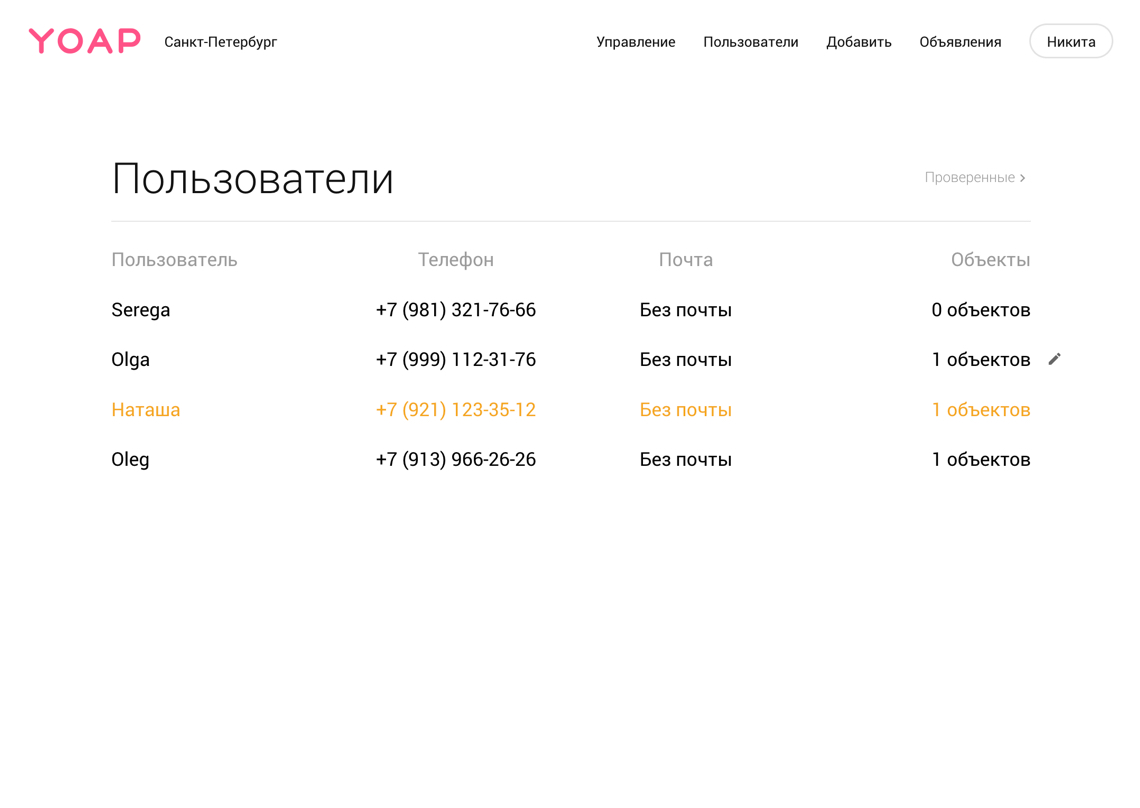 YOAP Санкт-Петербург Управление Пользователи Добавить Объявления Никита
Пользователи Проверенные
Пользователь Телефон Почта Объекты
Serega +7 (981) 321-76-66 Без почты 0 объектов
Olga +7 (999) 112-31-76 Без почты 1 объектов
Наташа +7 (921) 123-35-12 Без почты 1 объектов
Oleg +7 (913) 966-26-26 Без почты 1 объектов